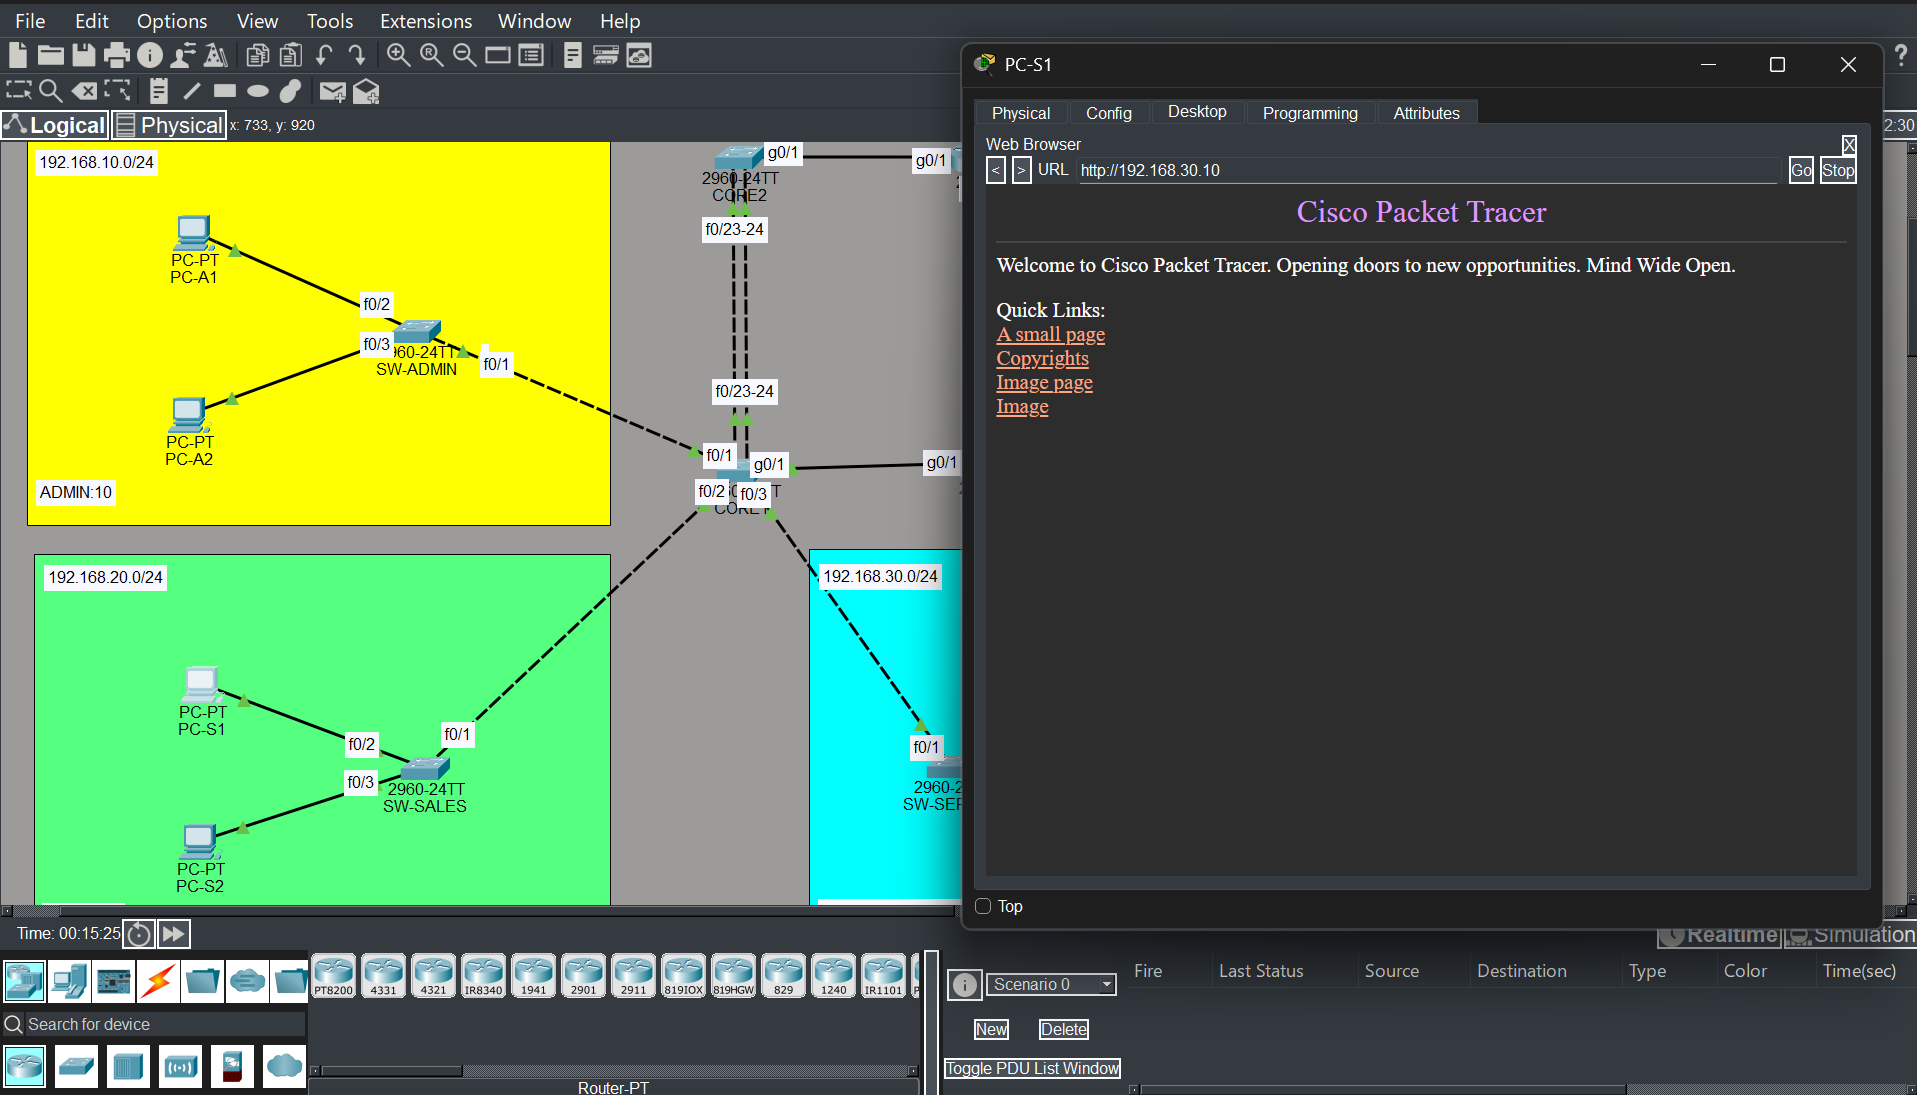 File Edit View Tools Extensions Window Help
PC-S1
Logical Physical x: 733, y: 920
2:30
Physical Config Desktop Programming Attributes
Web Browser
X
< > URL http://192.168.30.10 Go Stop
Cisco Packet Tracer
Welcome to Cisco Packet Tracer. Opening doors to new opportunities. Mind Wide Open.
Quick Links:
A small page
Copyrights
Image page
Image
Top
192.168.10.0/24
PC-PT
PC-A1
f0/2
f0/3
960-24TT
SW-ADMIN
f0/1
PC-PT
PC-A2
ADMIN:10
g0/1
g0/1
2960-24TT
CORE2
f0/23-24
f0/23-24
f0/1
g0/1
g0/1
f0/2
f0/3
192.168.20.0/24
PC-PT
PC-S1
f0/2
f0/1
f0/3
2960-24TT
SW-SALES
PC-PT
PC-S2
192.168.30.0/24
f0/1
2960-2
SW-SER
Time: 00:15:25
Realtime Simulation
PT8200 4331 4321 IR8340 1941 2901 2911 819IOX 819HGW 829 1240 IR1101
Search for device
Router-PT
Scenario 0
New Delete
Toggle PDU List Window
Fire Last Status Source Destination Type Color Time(sec)